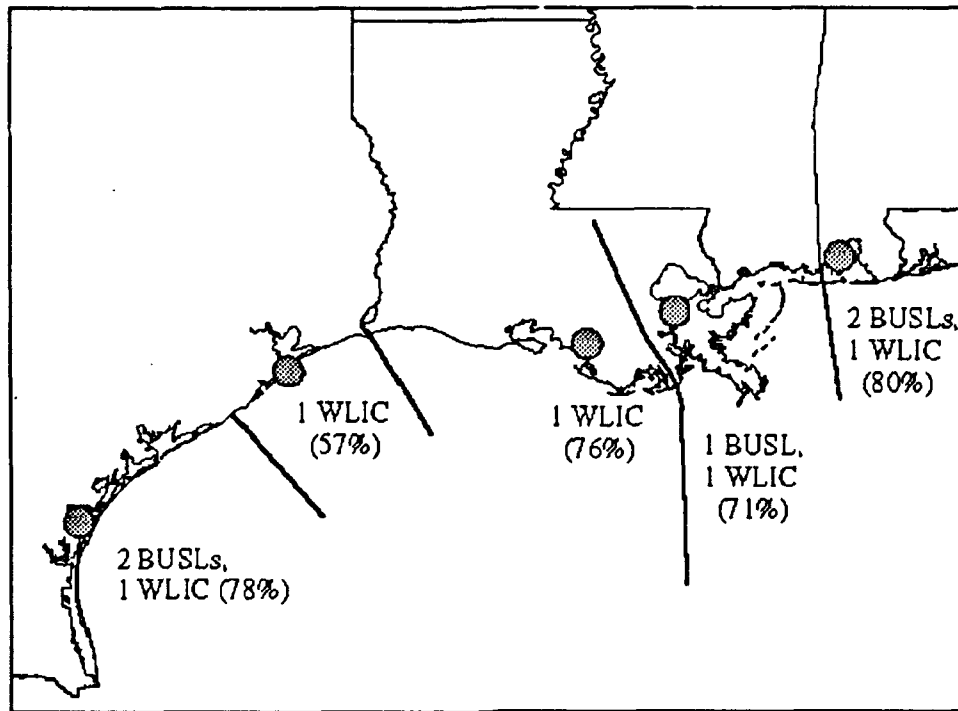 2 BUSLs,
1 WLIC
(80%)
1 WLIC
(57%)
1 WLIC
(76%)
1 BUSL,
1 WLIC
(71%)
2 BUSLs,
1 WLIC (78%)